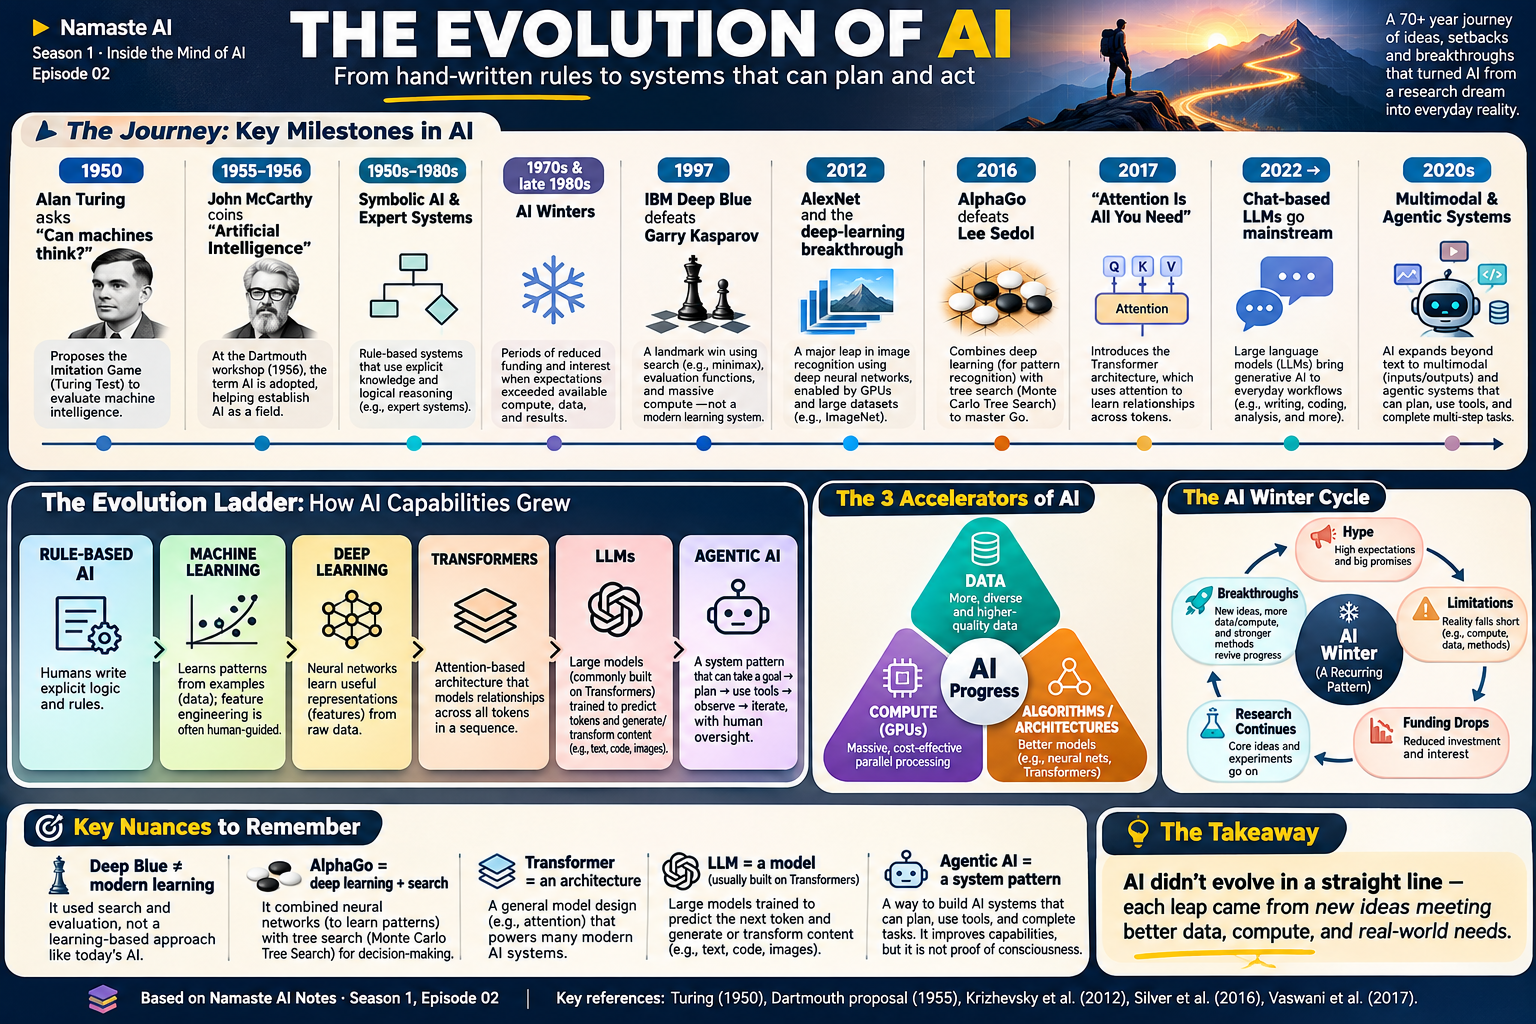 Namaste AI
Season 1 · Inside the Mind of AI
Episode 02
THE EVOLUTION OF AI
From hand-written rules to systems that can plan and act
A 70+ year journey
of ideas, setbacks
and breakthroughs
that turned AI from
a research dream
into everyday reality.
The Journey: Key Milestones in AI
1950
Alan Turing
asks
“Can machines
think?”
Proposes the
Imitation Game
(Turing Test) to
evaluate machine
intelligence.
1955–1956
John McCarthy
coins
“Artificial
Intelligence”
At the Dartmouth
workshop (1956), the
term AI is adopted,
helping establish
AI as a field.
1950s–1980s
Symbolic AI &
Expert Systems
Rule-based systems
that use explicit
knowledge and
logical reasoning
(e.g., expert systems).
1970s &
late 1980s
AI Winters
Periods of reduced
funding and interest
when expectations
exceeded available
compute, data,
and results.
1997
IBM Deep Blue
defeats
Garry Kasparov
A landmark win using
search (e.g., minimax),
evaluation functions,
and massive
compute —not a
modern learning system.
2012
AlexNet
and the
deep-learning
breakthrough
A major leap in image
recognition using
deep neural networks,
enabled by GPUs
and large datasets
(e.g., ImageNet).
2016
AlphaGo
defeats
Lee Sedol
Combines deep
learning (for pattern
recognition) with
tree search (Monte
Carlo Tree Search)
to master Go.
2017
“Attention Is
All You Need”
Q K V
Attention
Introduces the
Transformer
architecture, which
uses attention to
learn relationships
across tokens.
2022 →
Chat-based
LLMs go
mainstream
Large language
models (LLMs) bring
generative AI to
everyday workflows
(e.g., writing, coding,
analysis, and more).
2020s
Multimodal &
Agentic Systems
</>
AI expands beyond
text to multimodal
(inputs/outputs) and
agentic systems that
can plan, use tools, and
complete multi-step tasks.
The Evolution Ladder: How AI Capabilities Grew
RULE-BASED
AI
Humans write
explicit logic
and rules.
MACHINE
LEARNING
Learns patterns
from examples
(data); feature
engineering is
often human-guided.
DEEP
LEARNING
Neural networks
learn useful
representations
(features) from
raw data.
TRANSFORMERS
Attention-based
architecture that
models relationships
across all tokens
in a sequence.
LLMs
Large models
(commonly built
on Transformers)
trained to predict
tokens and generate/
transform content
(e.g., text, code, images).
AGENTIC AI
A system pattern
that can take a goal →
plan → use tools →
observe → iterate,
with human
oversight.
The 3 Accelerators of AI
DATA
More, diverse
and higher-
quality data
AI
Progress
COMPUTE
(GPUs)
Massive, cost-effective
parallel processing
ALGORITHMS /
ARCHITECTURES
Better models
(e.g., neural nets,
Transformers)
The AI Winter Cycle
Hype
High expectations
and big promises
Limitations
Reality falls short
(e.g., compute,
data, methods)
Funding Drops
Reduced investment
and interest
Research
Continues
Core ideas and
experiments
go on
Breakthroughs
New ideas, more
data/compute,
and stronger
methods
revive progress
AI
Winter
(A Recurring
Pattern)
Key Nuances to Remember
Deep Blue ≠
modern learning
It used search and
evaluation, not a
learning-based approach
like today’s AI.
AlphaGo =
deep learning + search
It combined neural
networks (to learn patterns)
with tree search (Monte Carlo
Tree Search) for decision-making.
Transformer
= an architecture
A general model design
(e.g., attention) that
powers many modern
AI systems.
LLM = a model
(usually built on Transformers)
Large models trained to
predict the next token and
generate or transform content
(e.g., text, code, images).
Agentic AI =
a system pattern
A way to build AI systems that
can plan, use tools, and complete
tasks. It improves capabilities,
but it is not proof of consciousness.
The Takeaway
AI didn’t evolve in a straight line —
each leap came from new ideas meeting
better data, compute, and real-world needs.
Based on Namaste AI Notes · Season 1, Episode 02
Key references: Turing (1950), Dartmouth proposal (1955), Krizhevsky et al. (2012), Silver et al. (2016), Vaswani et al. (2017).